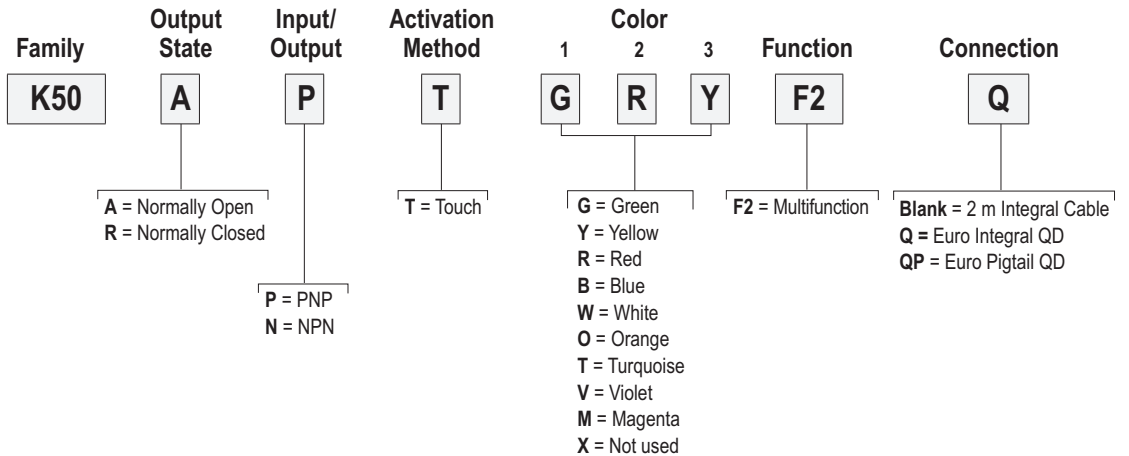 Family
Output
State
Input/
Output
Activation
Method
Color
1 2 3
Function
Connection
K50 A P T G R Y F2 Q
A = Normally Open
R = Normally Closed
P = PNP
N = NPN
T = Touch
G = Green
Y = Yellow
R = Red
B = Blue
W = White
O = Orange
T = Turquoise
V = Violet
M = Magenta
X = Not used
F2 = Multifunction
Blank = 2 m Integral Cable
Q = Euro Integral QD
QP = Euro Pigtail QD